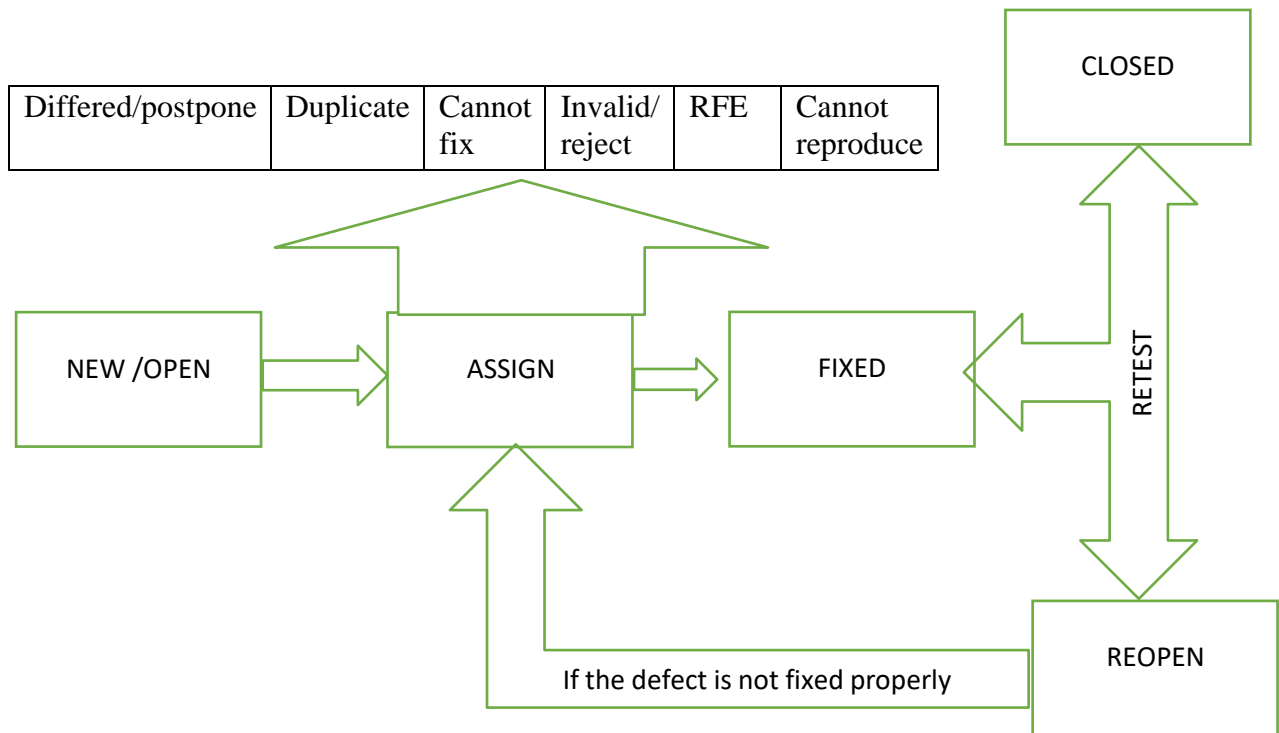 CLOSED
Differed/postpone Duplicate Cannot fix Invalid/ reject RFE Cannot reproduce
NEW /OPEN
ASSIGN
FIXED
RETEST
If the defect is not fixed properly
REOPEN